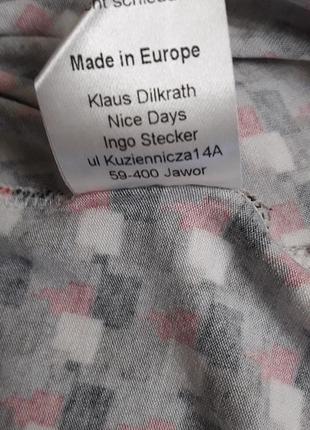 Made in Europe
Klaus Dilkrath
Nice Days
Ingo Stecker
ul Kuziennicza14A
59-400 Jawor